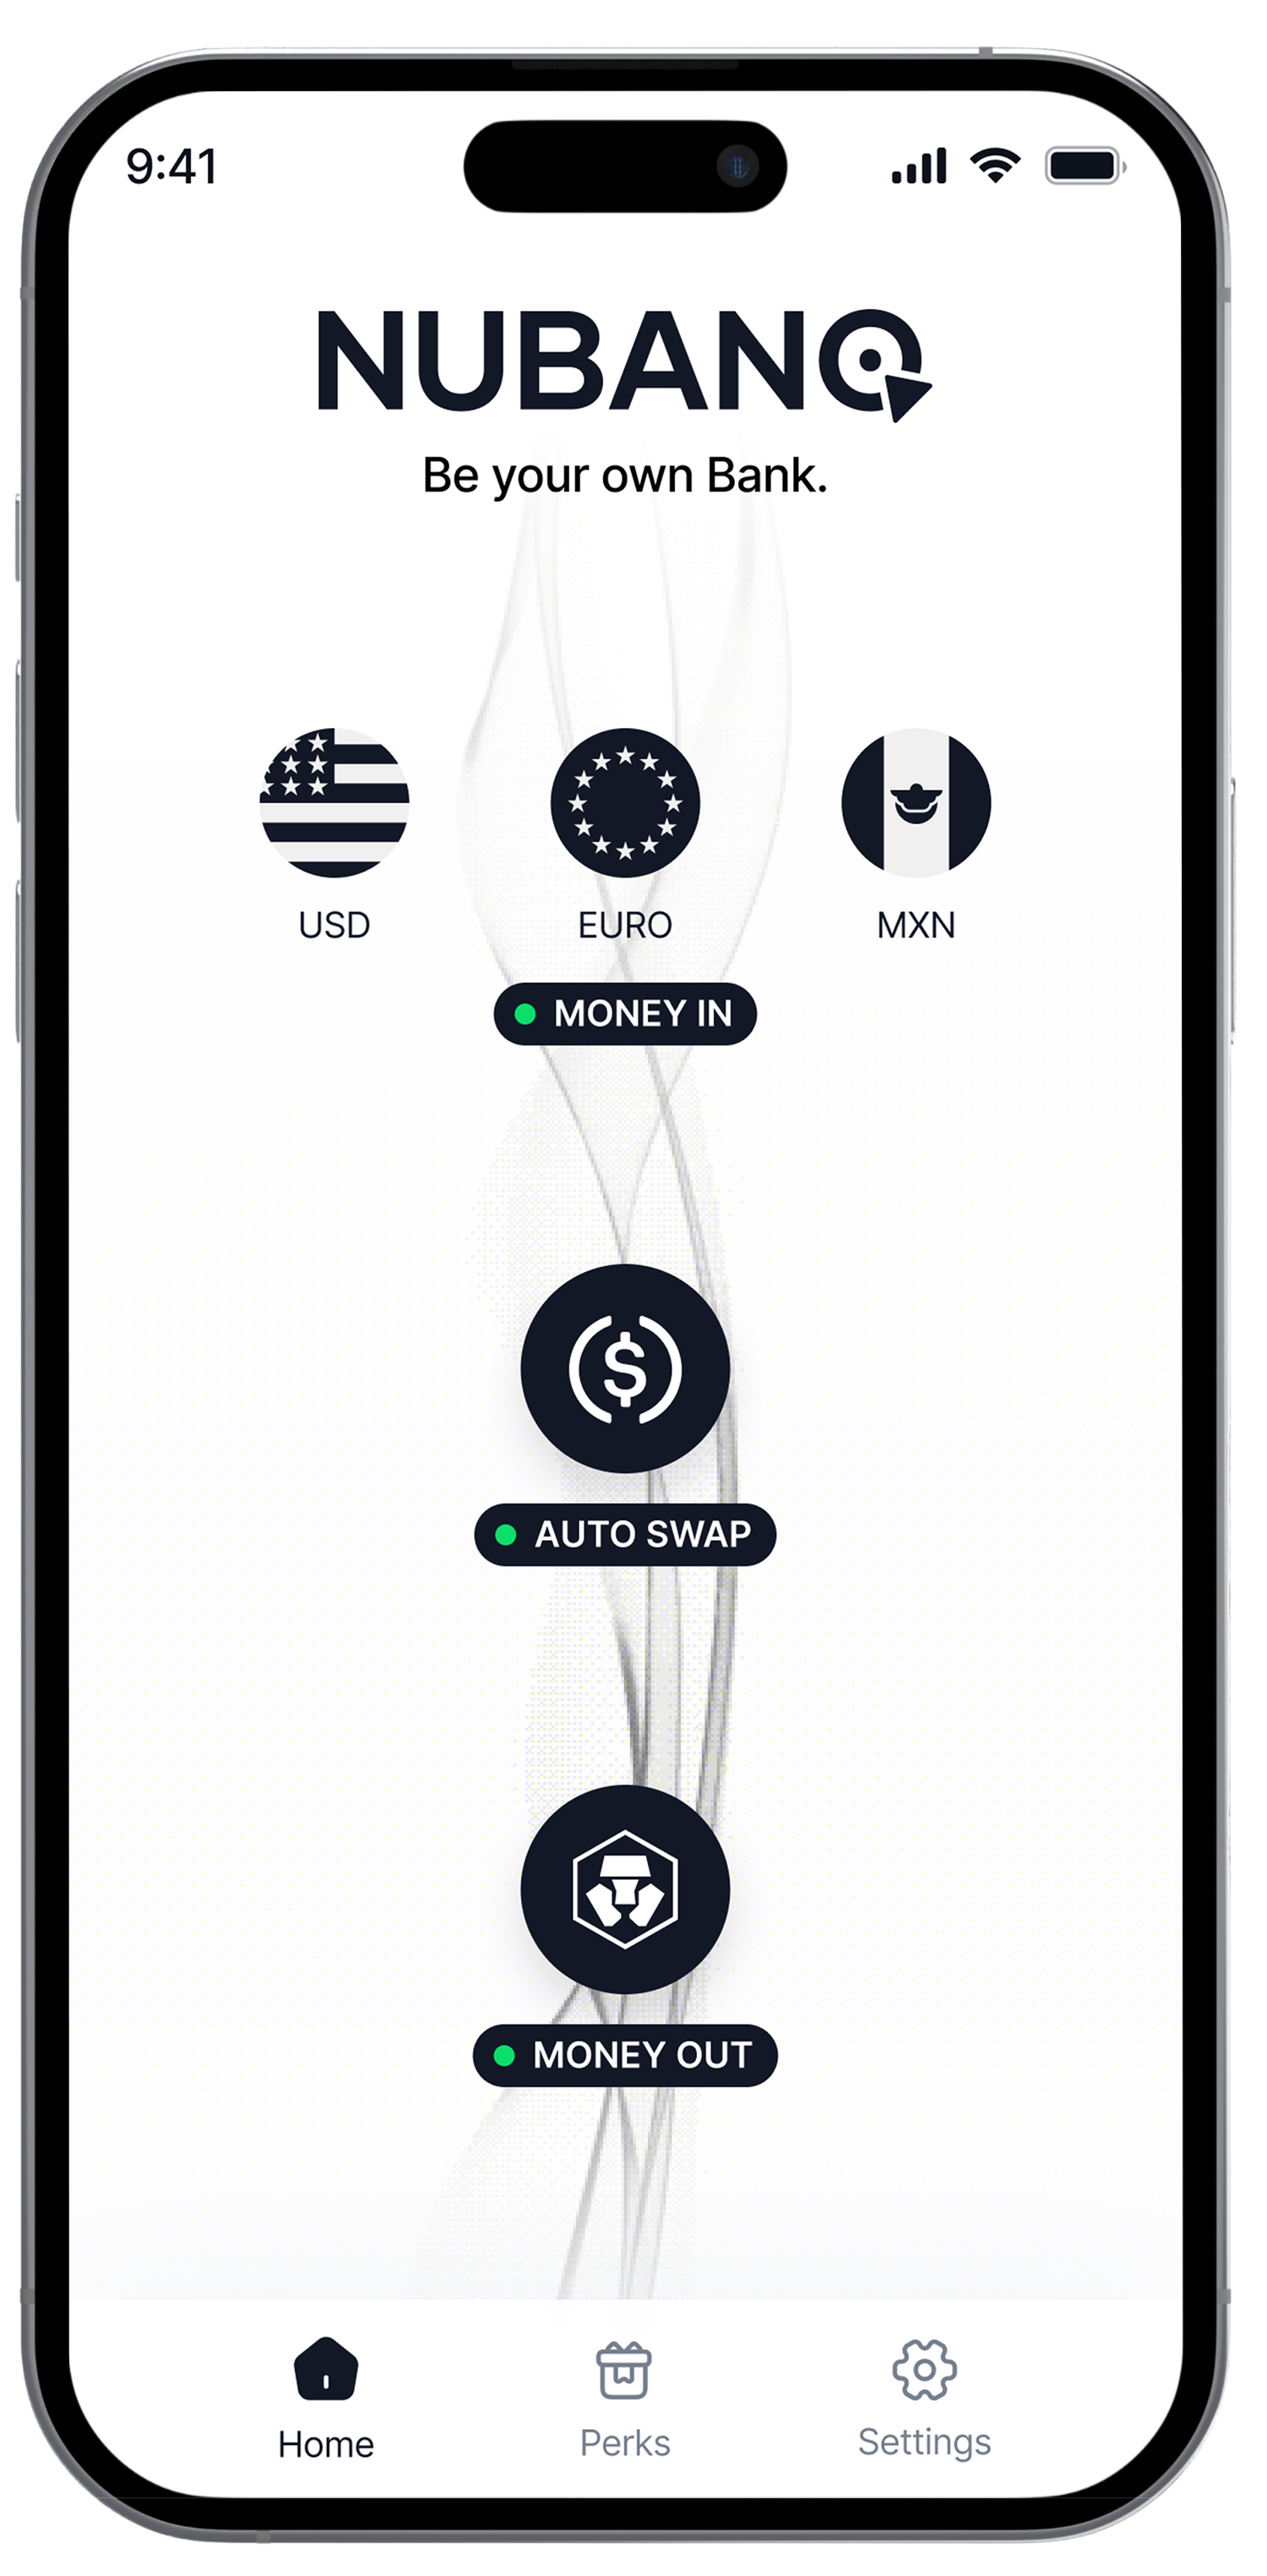 9:41
NUBANQ
Be your own Bank.
USD EURO MXN
MONEY IN
$
AUTO SWAP
MONEY OUT
Home Perks Settings